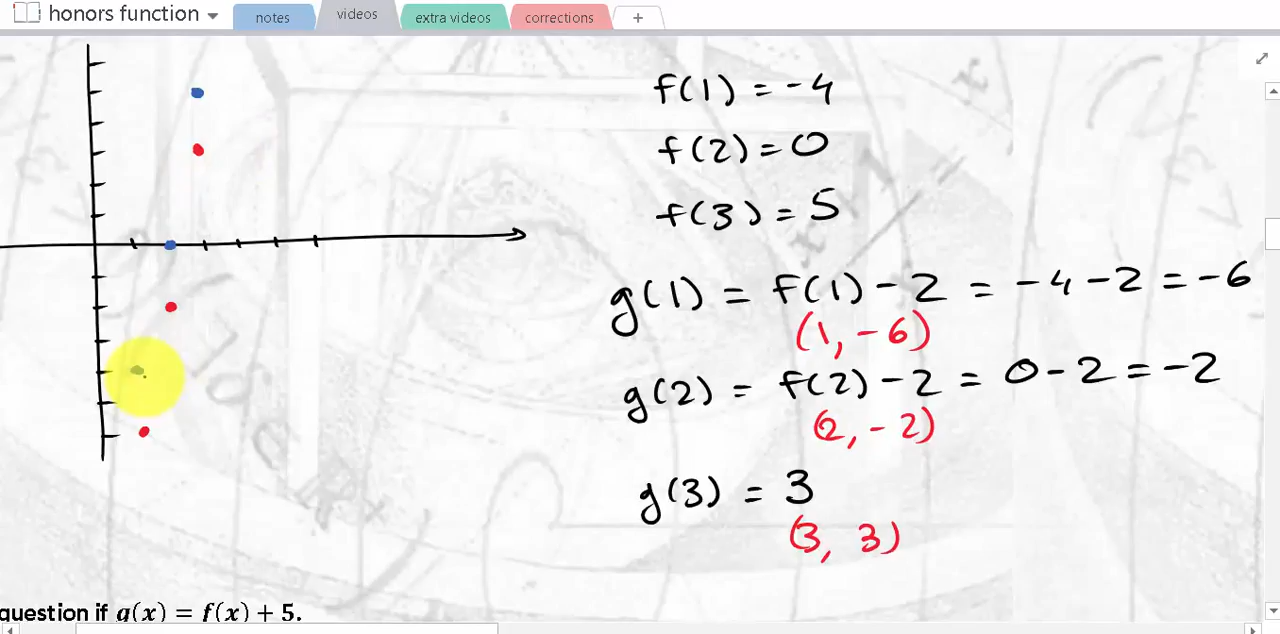 honors function
notes
videos
extra videos
corrections
+
f(1) = -4
f(2) = 0
f(3) = 5
g(1) = f(1) - 2 = -4 - 2 = -6
(1, -6)
g(2) = f(2) - 2 = 0 - 2 = -2
(2, -2)
g(3) = 3
(3, 3)
question if g(x) = f(x) + 5.